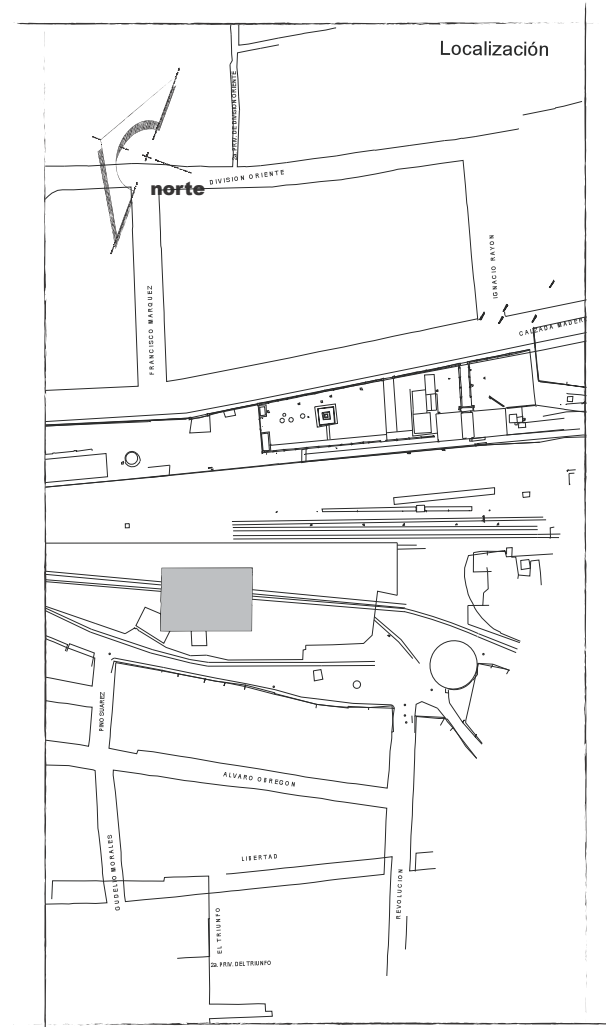 Localización
2a. PRIV. DE DIVISION ORIENTE
norte
DIVISION ORIENTE
IGNACIO RAYON
FRANCISCO MARQUEZ
CALZADA MADERO
PINO SUAREZ
ALVARO OBREGON
LIBERTAD
GUDELIO MORALES
REVOLUCION
EL TRIUNFO
2a. PRIV. DEL TRIUNFO